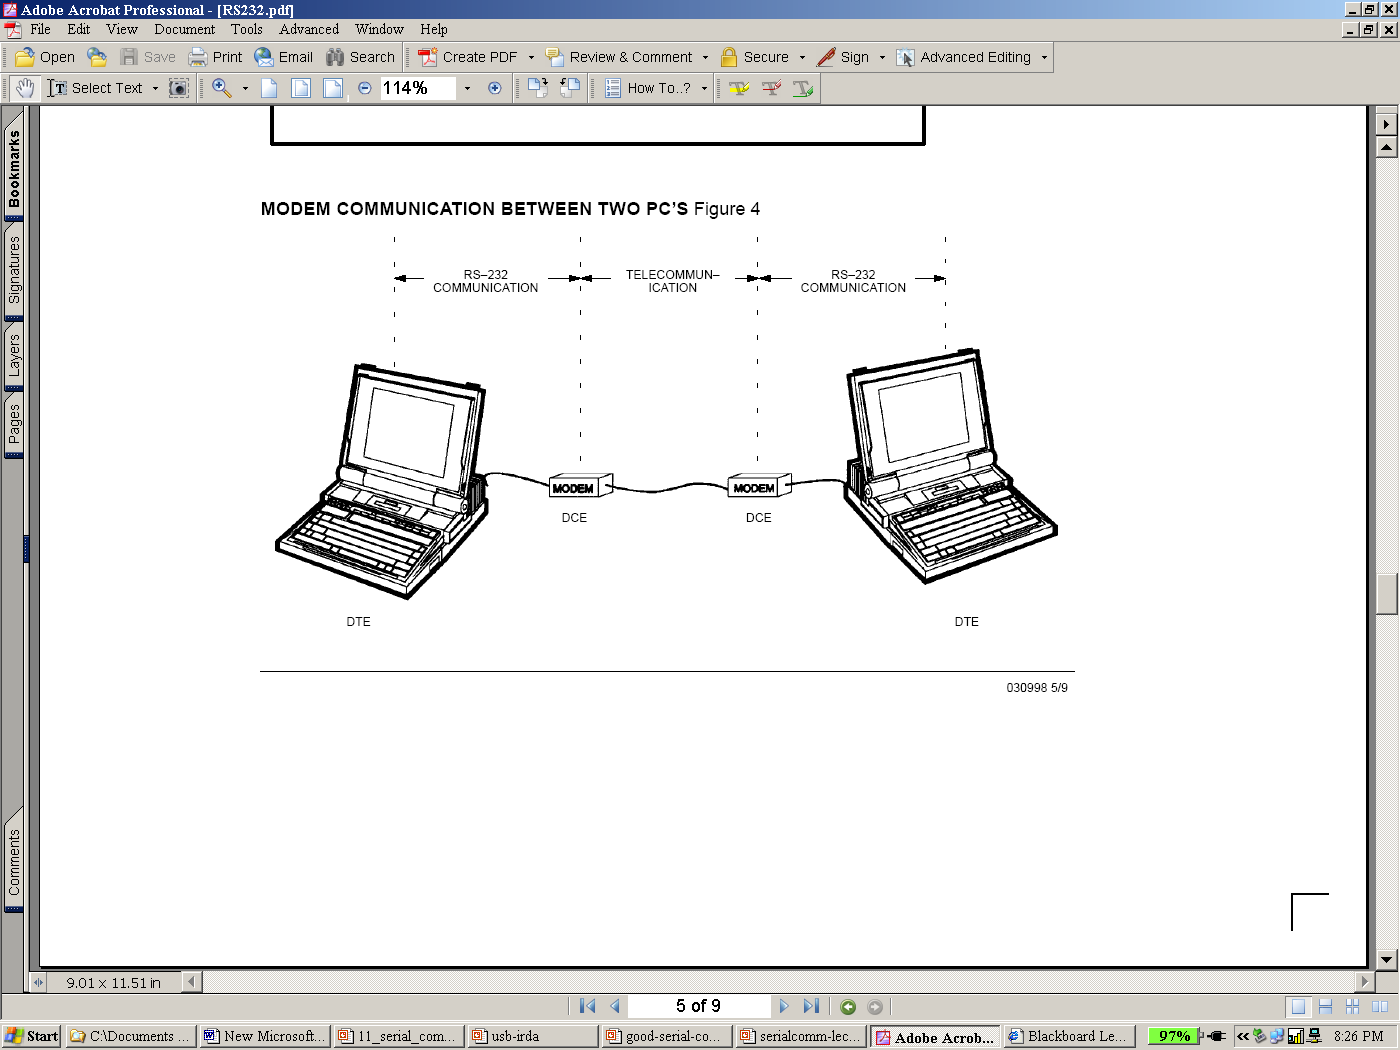 Adobe Acrobat Professional - [RS232.pdf]
File Edit View Document Tools Advanced Window Help
Open Save Print Email Search Create PDF Review & Comment Secure Sign Advanced Editing
Select Text 114% How To..?
Bookmarks
Signatures
Layers
Pages
Comments
MODEM COMMUNICATION BETWEEN TWO PC'S Figure 4
RS–232
COMMUNICATION
TELECOMMUN–
ICATION
RS–232
COMMUNICATION
MODEM
MODEM
DCE
DCE
DTE
DTE
030998 5/9
9.01 x 11.51 in
5 of 9
Start C:\Documents ... New Microsoft... 11_serial_com... usb-irda good-serial-co... serialcomm-lec... Adobe Acrob... Blackboard Le... 97% 8:26 PM